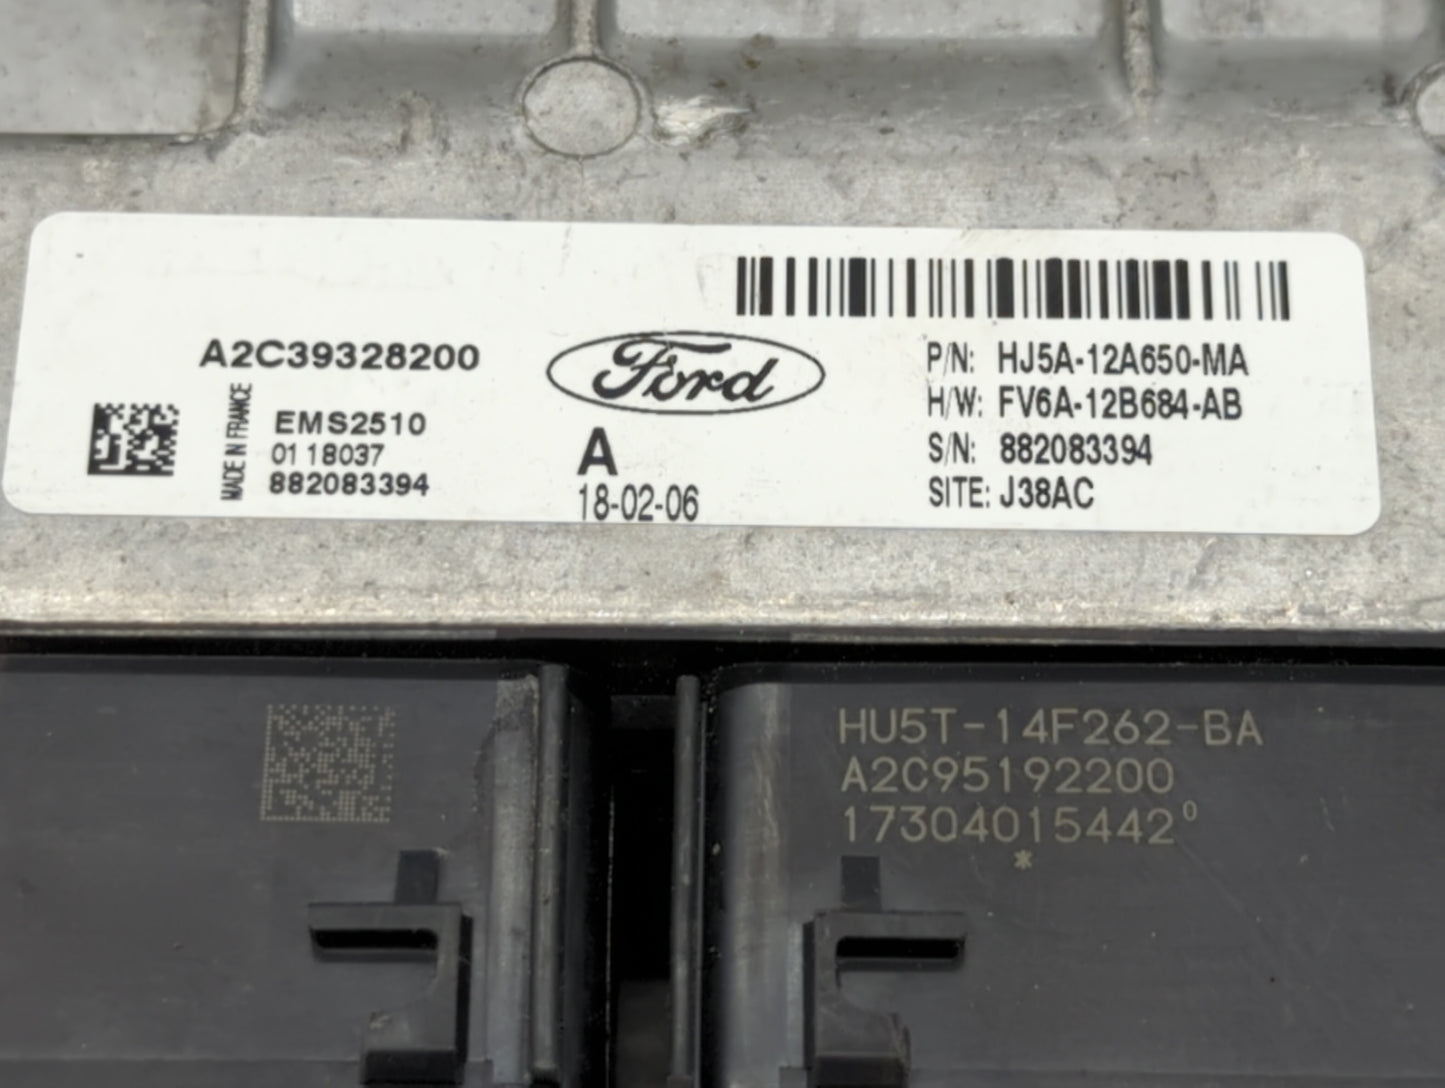 A2C39328200
MADE IN FRANCE
EMS2510
01 18037
882083394
Ford
A
18-02-06
P/N: HJ5A-12A650-MA
H/W: FV6A-12B684-AB
S/N: 882083394
SITE: J38AC
HU5T-14F262-BA
A2C95192200
17304015442⁰
*